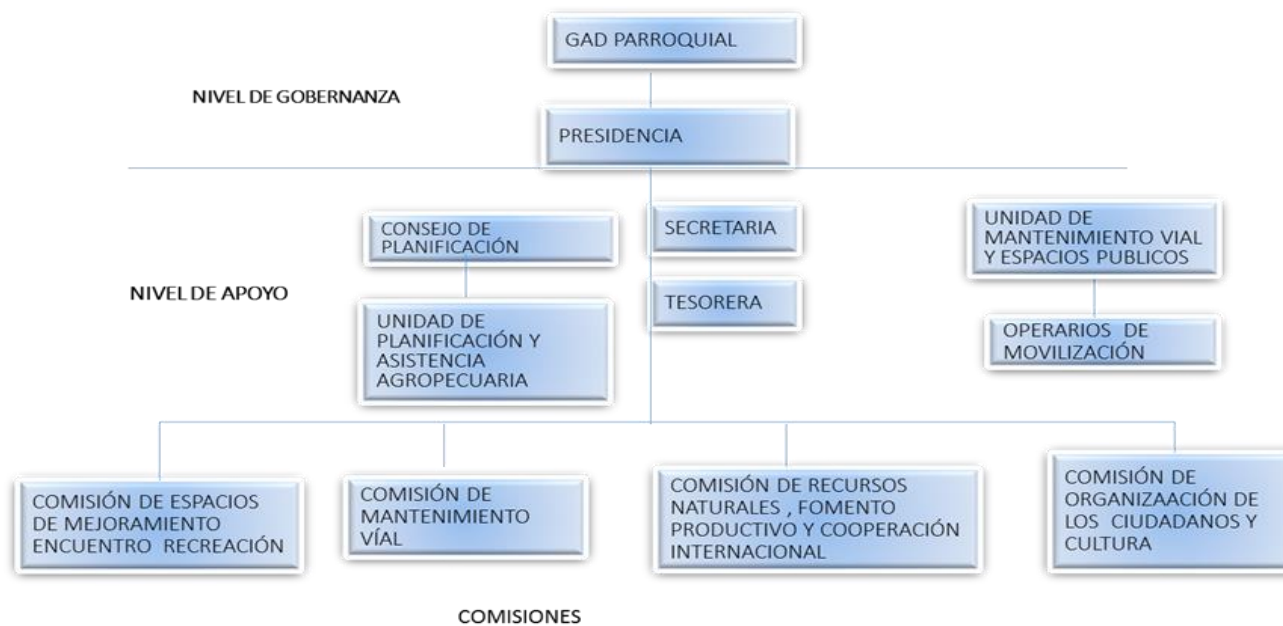 GAD PARROQUIAL
NIVEL DE GOBERNANZA
PRESIDENCIA
CONSEJO DE
PLANIFICACIÓN
SECRETARIA
UNIDAD DE
MANTENIMIENTO VIAL
Y ESPACIOS PUBLICOS
NIVEL DE APOYO
UNIDAD DE
PLANIFICACIÓN Y
ASISTENCIA
AGROPECUARIA
TESORERA
OPERARIOS DE
MOVILIZACIÓN
COMISIÓN DE ESPACIOS
DE MEJORAMIENTO
ENCUENTRO RECREACIÓN
COMISIÓN DE
MANTENIMIENTO
VÍAL
COMISIÓN DE RECURSOS
NATURALES , FOMENTO
PRODUCTIVO Y COOPERACIÓN
INTERNACIONAL
COMISIÓN DE
ORGANIZAACIÓN DE
LOS CIUDADANOS Y
CULTURA
COMISIONES